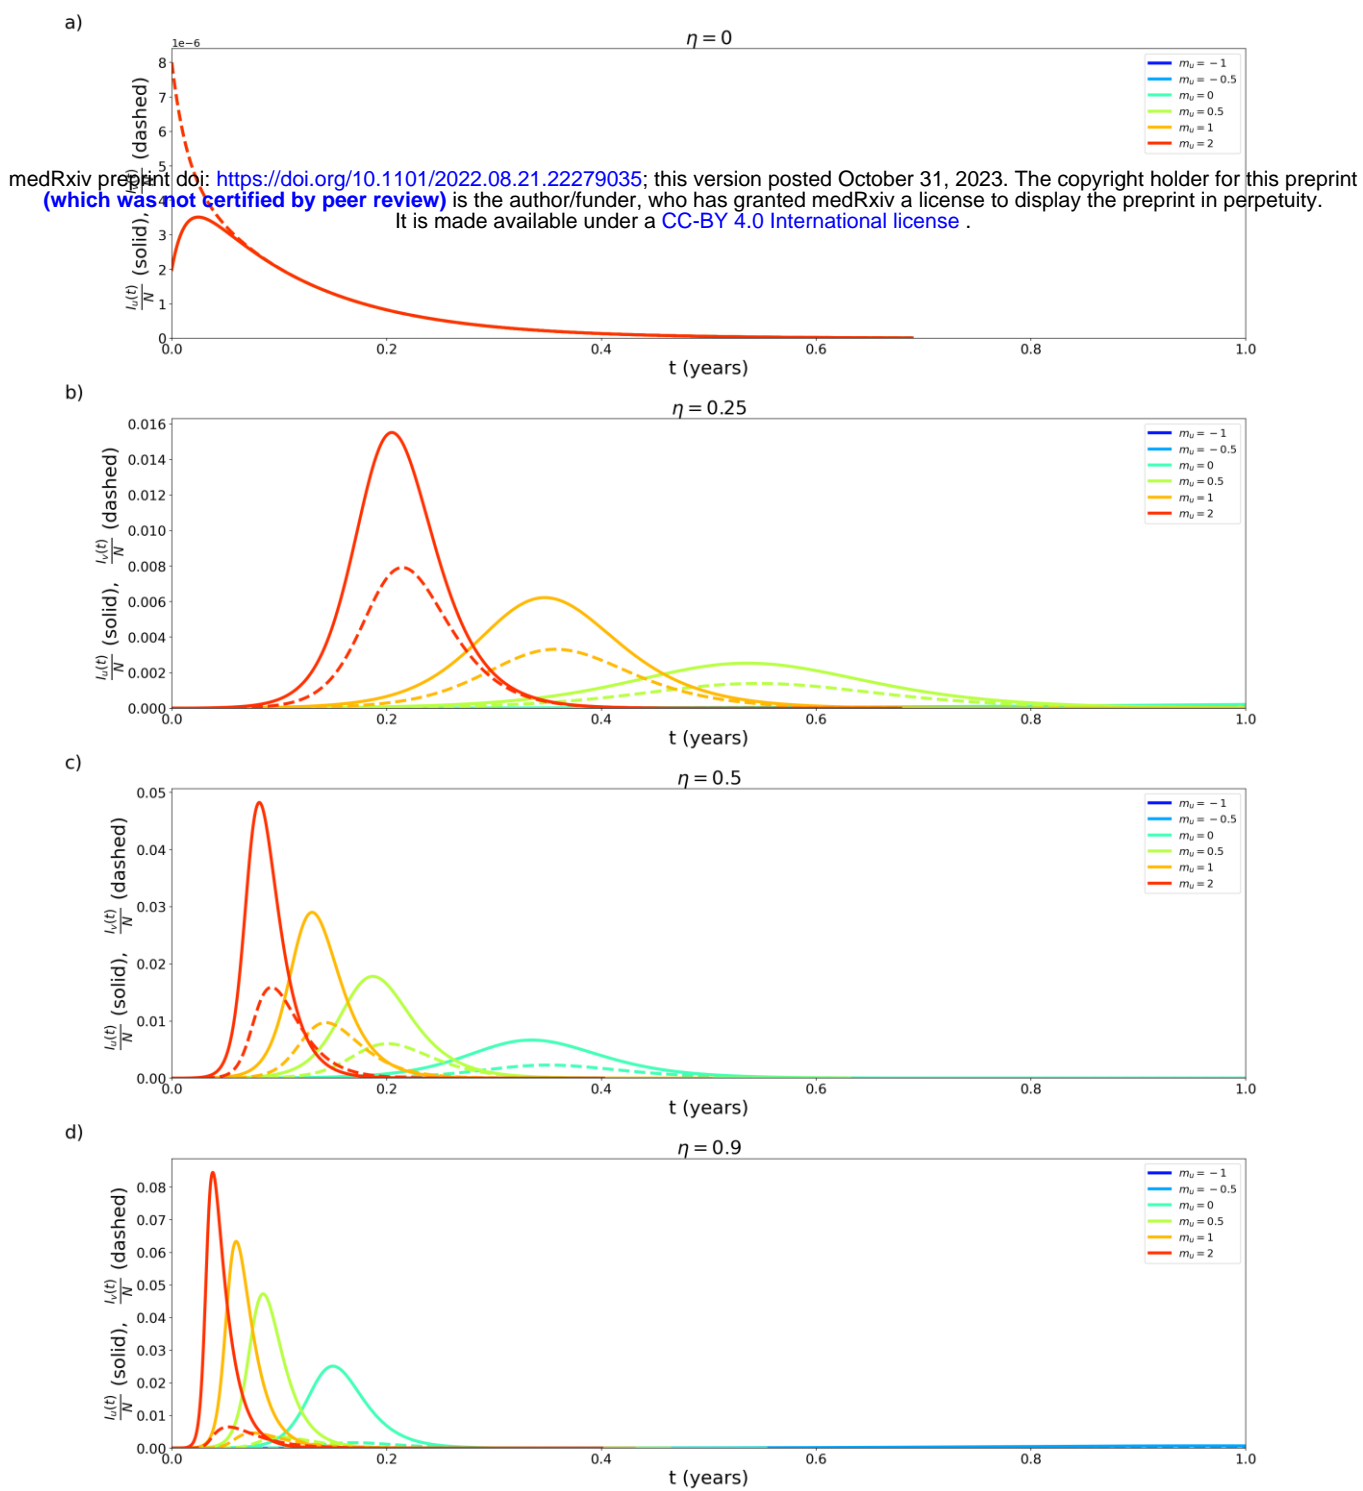 a)
η = 0
1e−6
8
7
6
5
4
3
2
1
0
0.0 0.2 0.4 0.6 0.8 1.0
t (years)
I_u(t)/N (solid), I_v(t)/N (dashed)
m_u = −1
m_u = −0.5
m_u = 0
m_u = 0.5
m_u = 1
m_u = 2
medRxiv preprint doi: https://doi.org/10.1101/2022.08.21.22279035; this version posted October 31, 2023. The copyright holder for this preprint
(which was not certified by peer review) is the author/funder, who has granted medRxiv a license to display the preprint in perpetuity.
It is made available under a CC-BY 4.0 International license .
b)
η = 0.25
0.016
0.014
0.012
0.010
0.008
0.006
0.004
0.002
0.000
0.0 0.2 0.4 0.6 0.8 1.0
t (years)
I_u(t)/N (solid), I_v(t)/N (dashed)
m_u = −1
m_u = −0.5
m_u = 0
m_u = 0.5
m_u = 1
m_u = 2
c)
η = 0.5
0.05
0.04
0.03
0.02
0.01
0.00
0.0 0.2 0.4 0.6 0.8 1.0
t (years)
I_u(t)/N (solid), I_v(t)/N (dashed)
m_u = −1
m_u = −0.5
m_u = 0
m_u = 0.5
m_u = 1
m_u = 2
d)
η = 0.9
0.08
0.07
0.06
0.05
0.04
0.03
0.02
0.01
0.00
0.0 0.2 0.4 0.6 0.8 1.0
t (years)
I_u(t)/N (solid), I_v(t)/N (dashed)
m_u = −1
m_u = −0.5
m_u = 0
m_u = 0.5
m_u = 1
m_u = 2